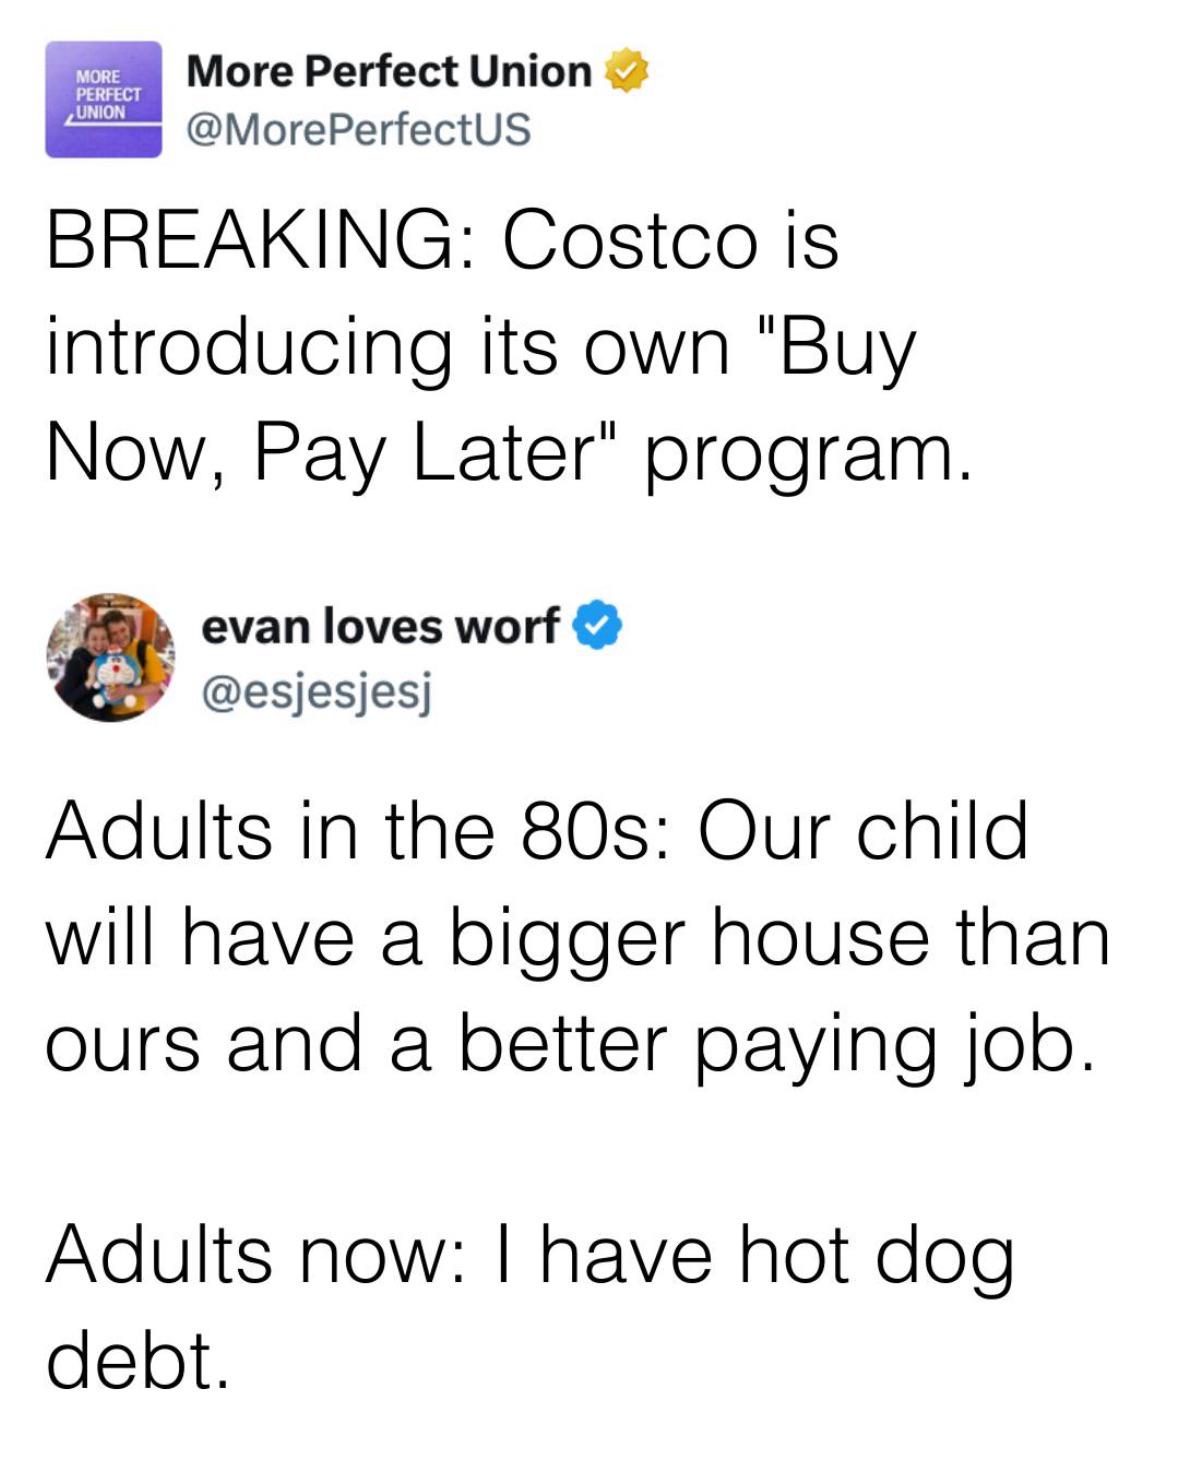 MORE
PERFECT
UNION
More Perfect Union
@MorePerfectUS
BREAKING: Costco is
introducing its own "Buy
Now, Pay Later" program.
evan loves worf
@esjesjesj
Adults in the 80s: Our child
will have a bigger house than
ours and a better paying job.
Adults now: I have hot dog
debt.